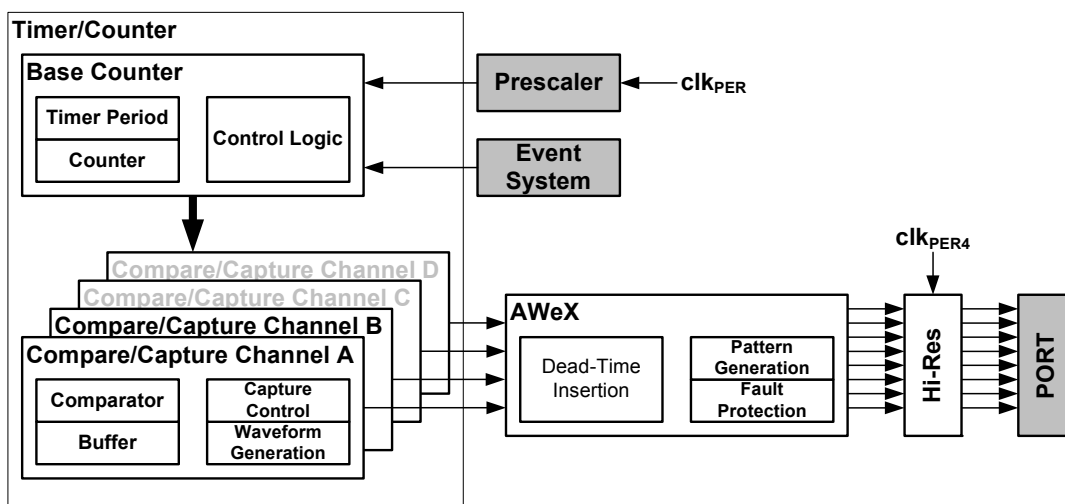 Timer/Counter
Base Counter
Timer Period
Counter
Control Logic
Prescaler
clkPER
Event
System
Compare/Capture Channel D
Compare/Capture Channel C
Compare/Capture Channel B
Compare/Capture Channel A
Comparator
Buffer
Capture
Control
Waveform
Generation
AWeX
Dead-Time
Insertion
Pattern
Generation
Fault
Protection
clkPER4
Hi-Res
PORT